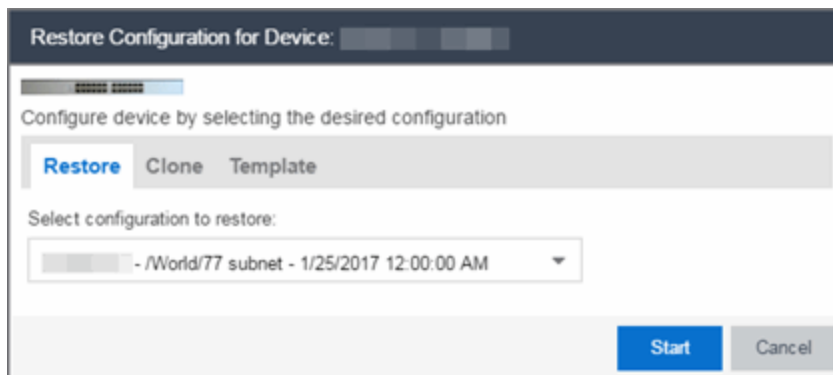 Restore Configuration for Device:
Configure device by selecting the desired configuration
Restore Clone Template
Select configuration to restore:
- /World/77 subnet - 1/25/2017 12:00:00 AM
Start Cancel